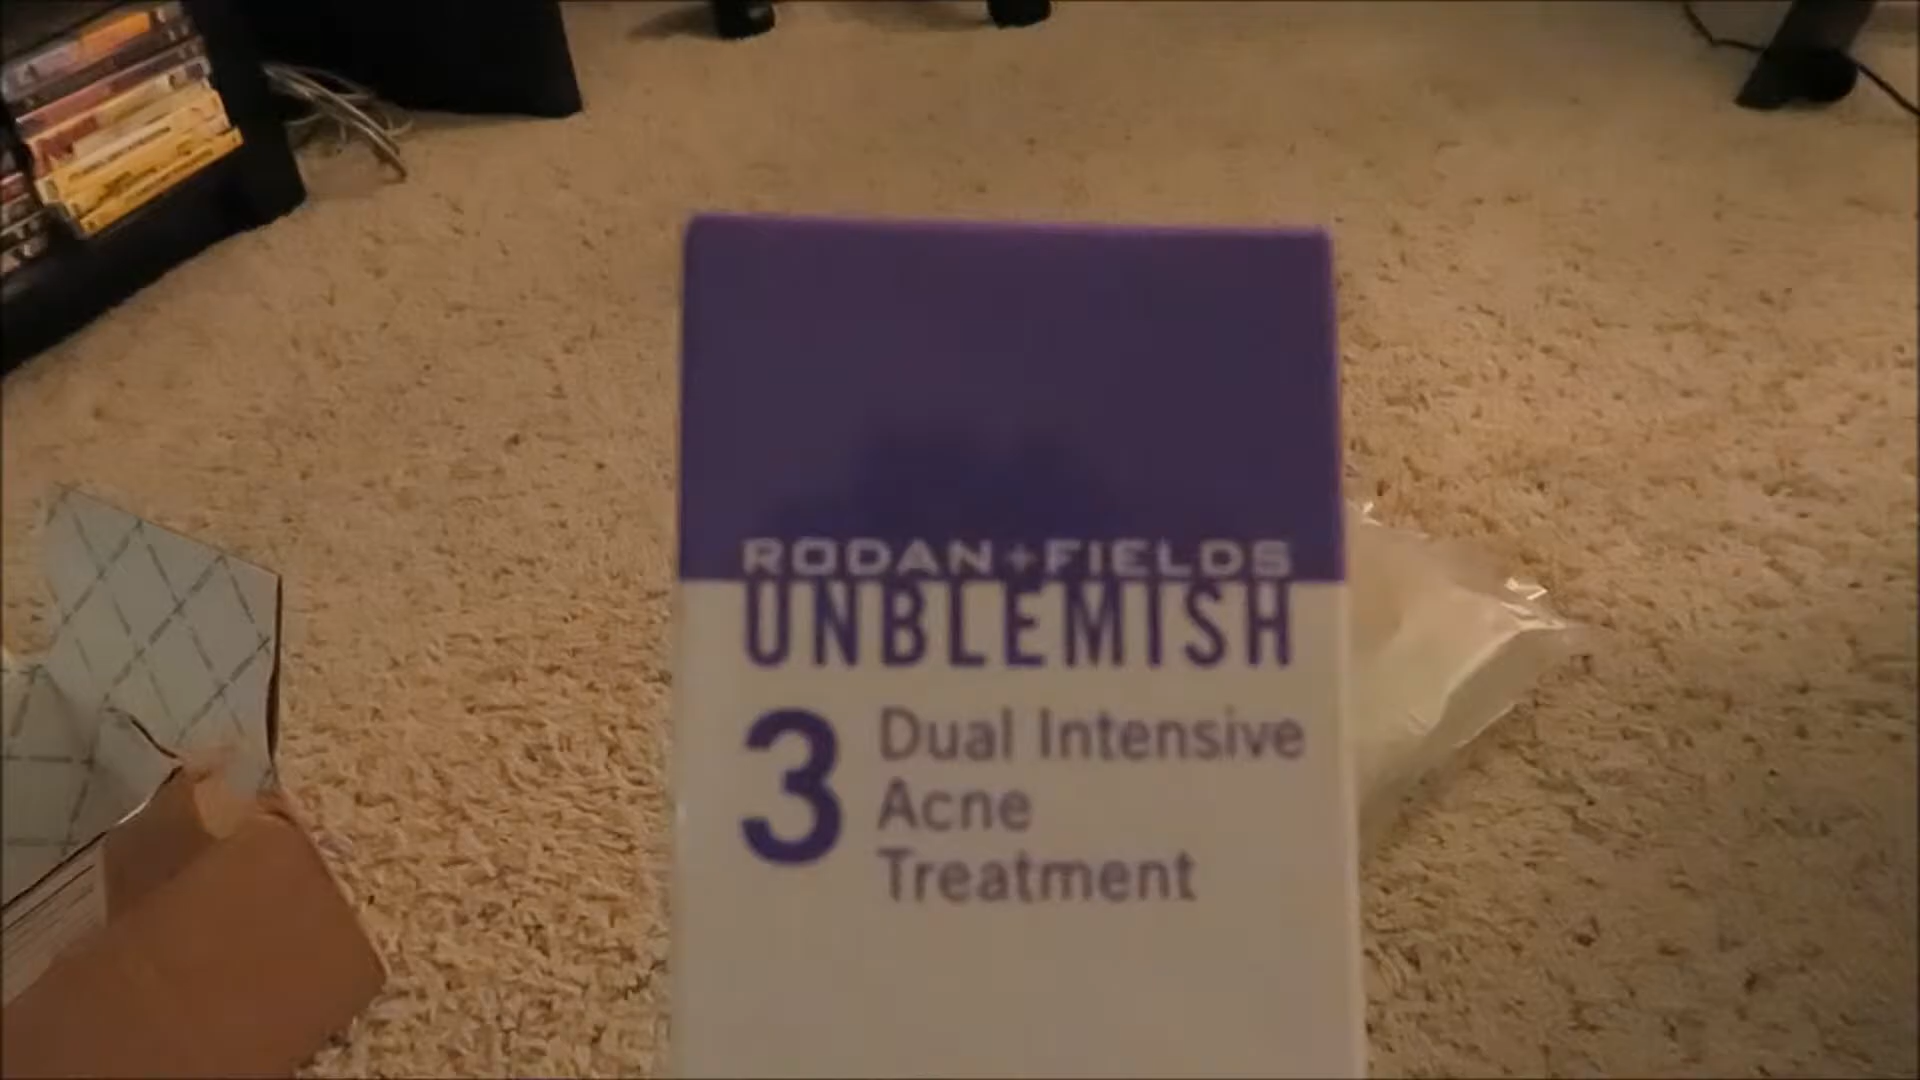 RODAN+FIELDS
UNBLEMISH
3 Dual Intensive
Acne
Treatment